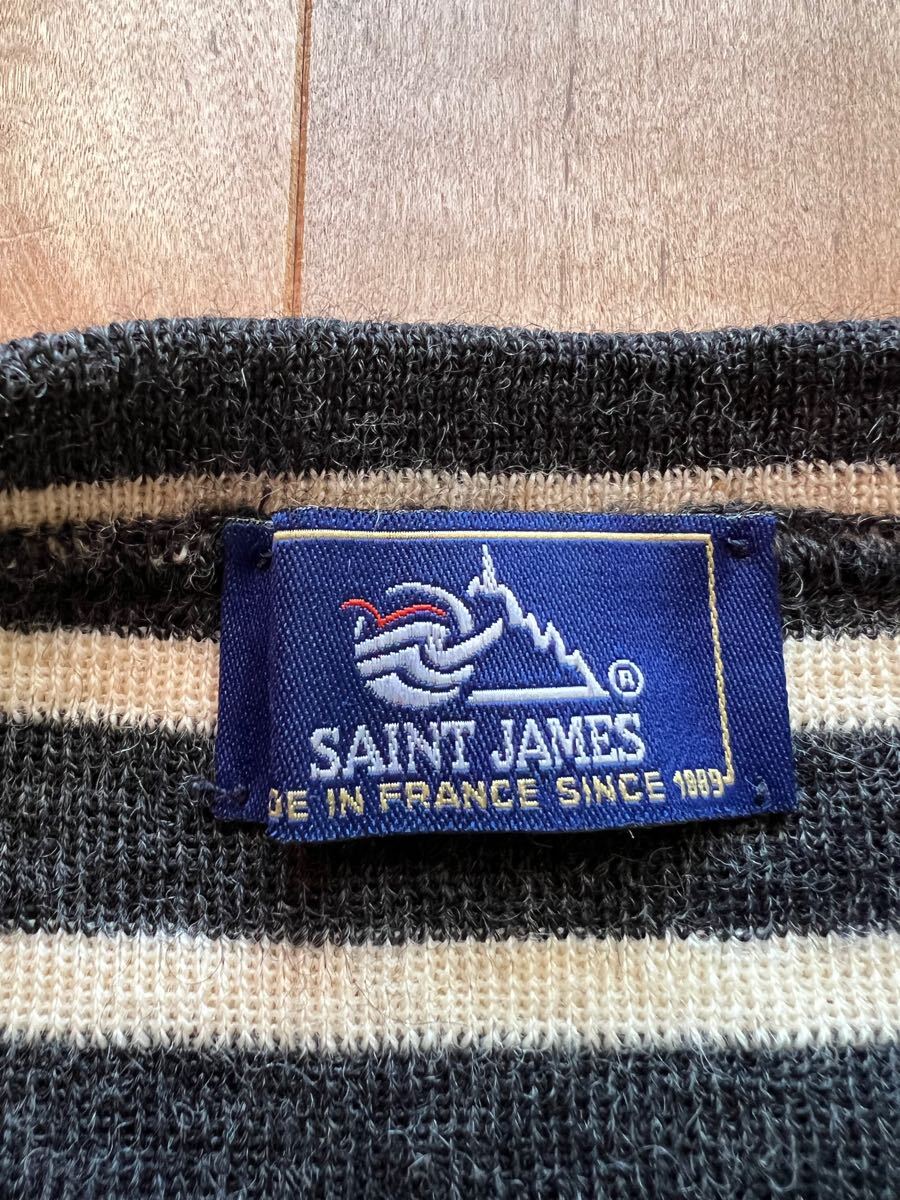 ®
SAINT JAMES
DE IN FRANCE SINCE 1889